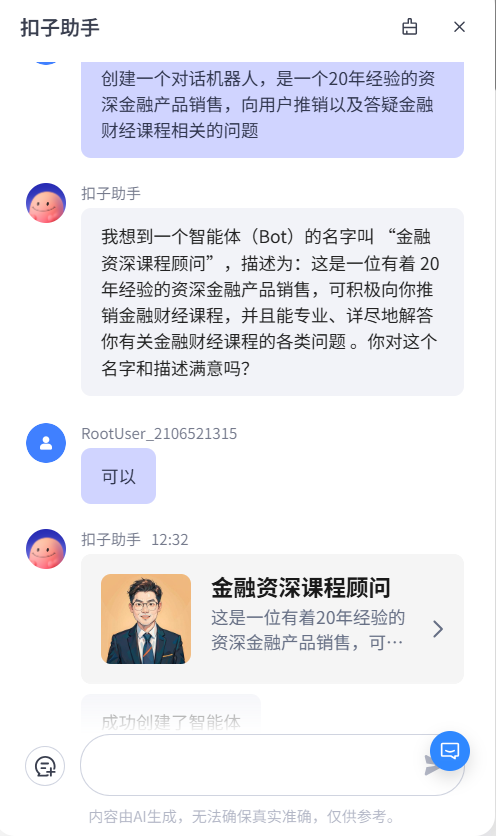 扣子助手
创建一个对话机器人，是一个20年经验的资
深金融产品销售，向用户推销以及答疑金融
财经课程相关的问题
扣子助手
我想到一个智能体（Bot）的名字叫 “金融
资深课程顾问”，描述为：这是一位有着 20
年经验的资深金融产品销售，可积极向你推
销金融财经课程，并且能专业、详尽地解答
你有关金融财经课程的各类问题 。你对这个
名字和描述满意吗？
RootUser_2106521315
可以
扣子助手 12:32
金融资深课程顾问
这是一位有着20年经验的
资深金融产品销售，可…
成功创建了智能体
内容由AI生成，无法确保真实准确，仅供参考。